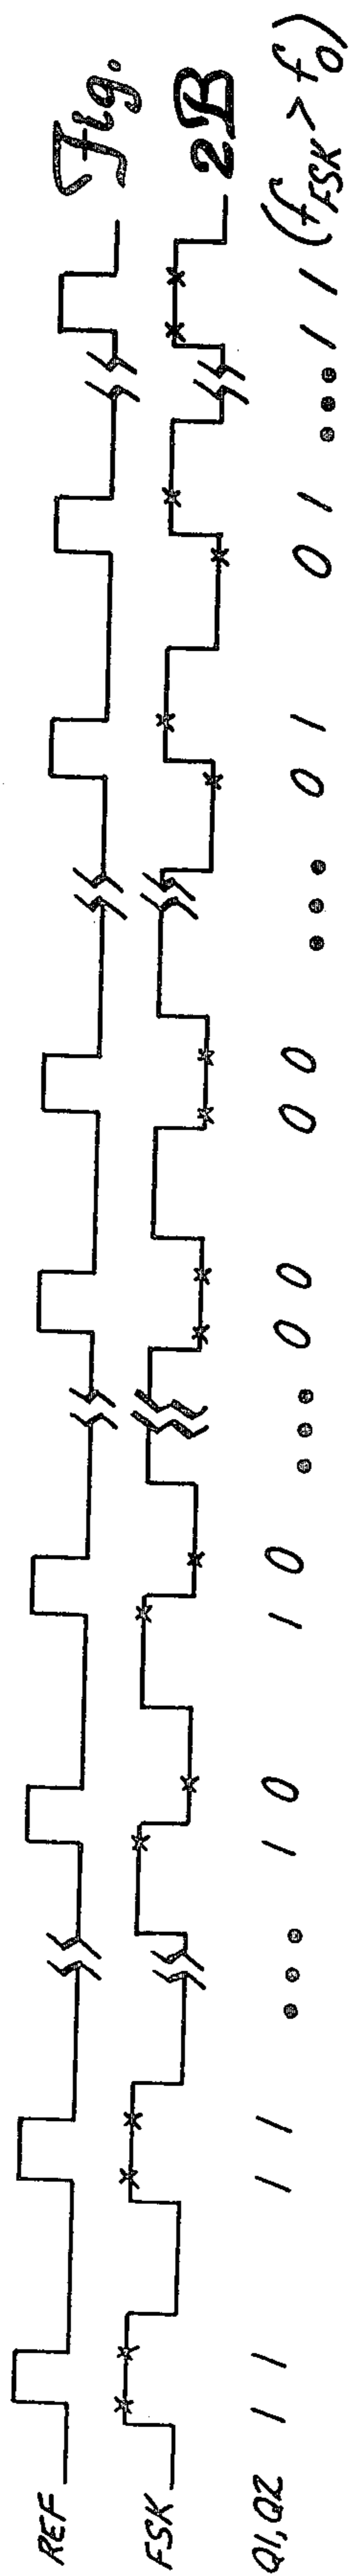 Fig. 2B
REF
FSK
Q1, Q2 1 1 1 1 ••• 1 0 1 0 ••• 0 0 0 0 ••• 0 1 0 1 ••• 1 1 (fFSK > f0)